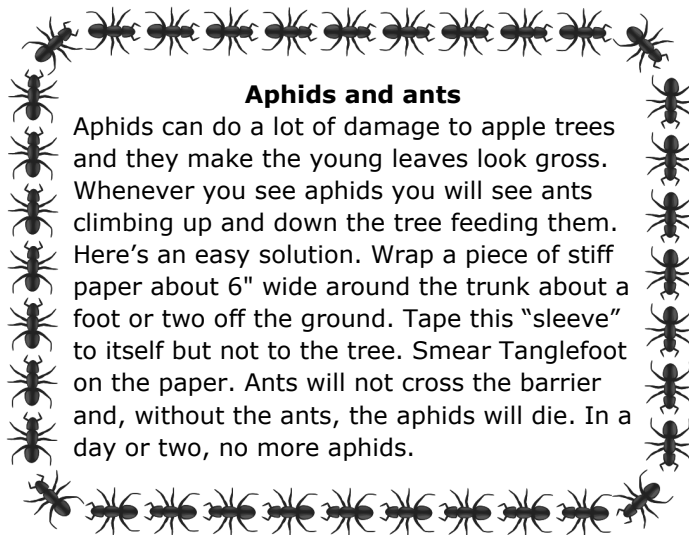 Aphids and ants
Aphids can do a lot of damage to apple trees
and they make the young leaves look gross.
Whenever you see aphids you will see ants
climbing up and down the tree feeding them.
Here’s an easy solution. Wrap a piece of stiff
paper about 6" wide around the trunk about a
foot or two off the ground. Tape this “sleeve”
to itself but not to the tree. Smear Tanglefoot
on the paper. Ants will not cross the barrier
and, without the ants, the aphids will die. In a
day or two, no more aphids.